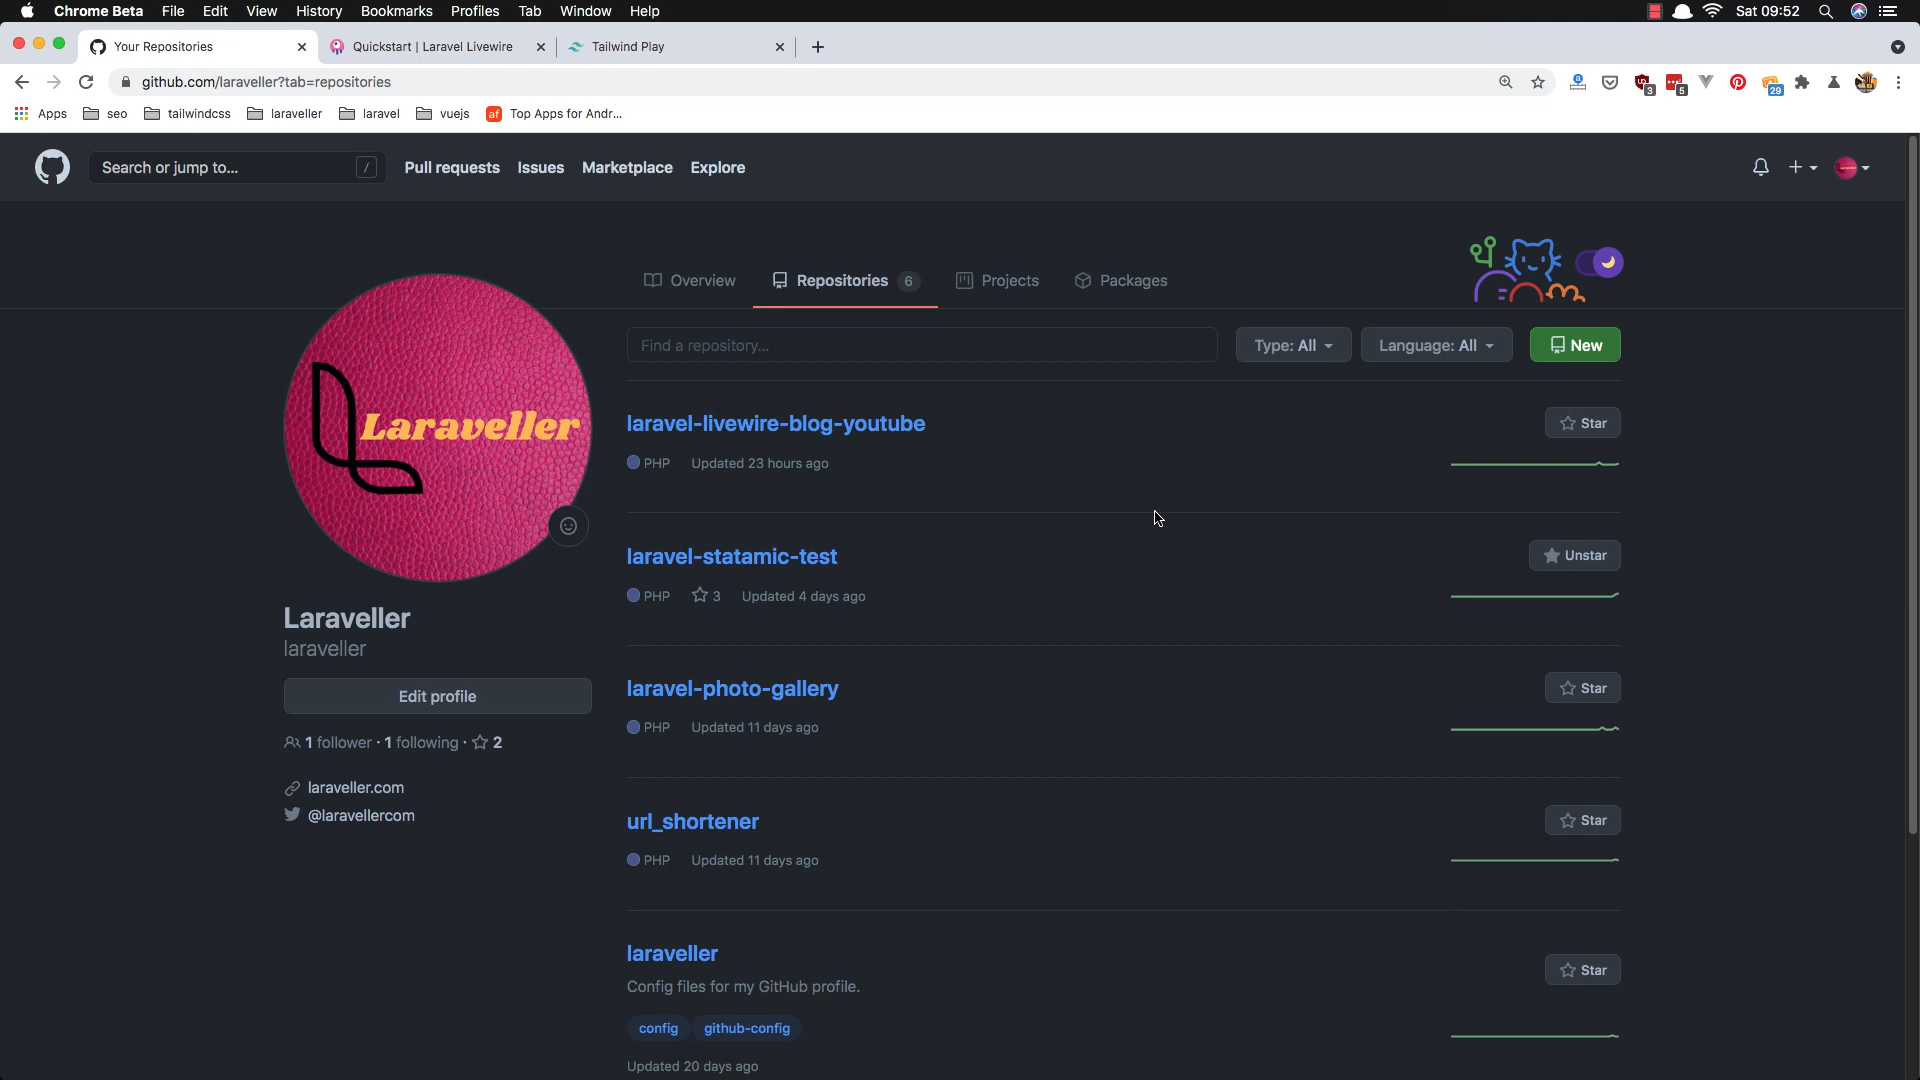 Chrome Beta File Edit View History Bookmarks Profiles Tab Window Help Sat 09:52
Your Repositories Quickstart | Laravel Livewire Tailwind Play
github.com/laraveller?tab=repositories 3 5 29
Apps seo tailwindcss laraveller laravel vuejs af Top Apps for Andr...
Search or jump to... / Pull requests Issues Marketplace Explore
Overview Repositories 6 Projects Packages
Find a repository... Type: All Language: All New
Laraveller
laravel-livewire-blog-youtube Star
PHP Updated 23 hours ago
laravel-statamic-test Unstar
PHP 3 Updated 4 days ago
Laraveller
laraveller
Edit profile
1 follower · 1 following · 2
laraveller.com
@laravellercom
laravel-photo-gallery Star
PHP Updated 11 days ago
url_shortener Star
PHP Updated 11 days ago
laraveller Star
Config files for my GitHub profile.
config github-config
Updated 20 days ago